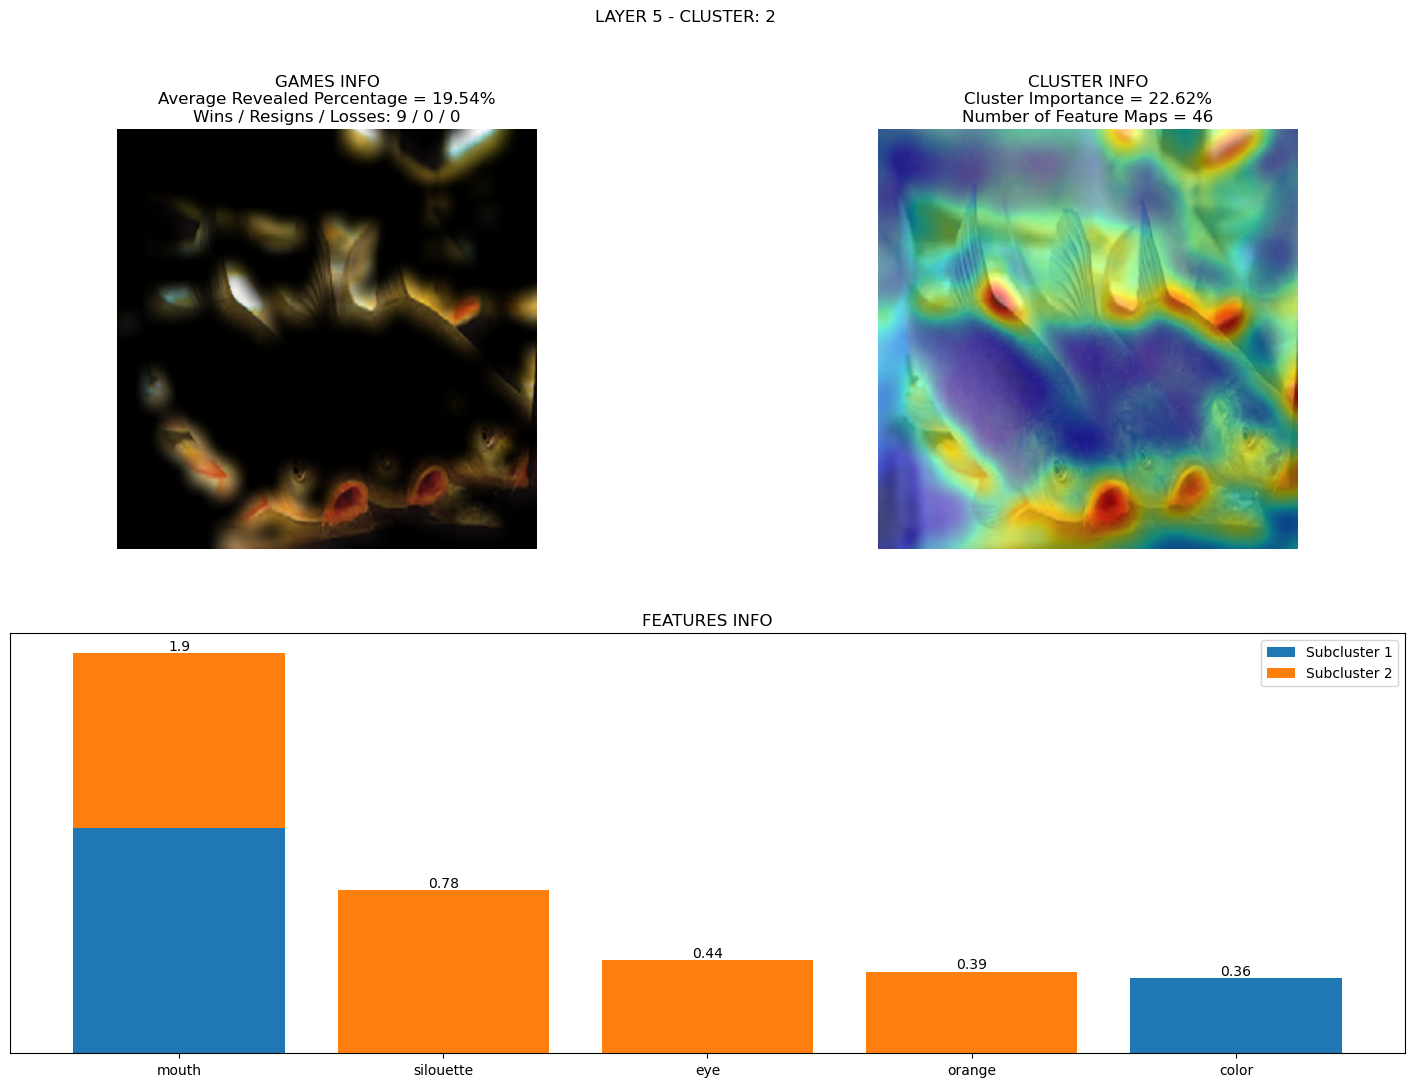 LAYER 5 - CLUSTER: 2
GAMES INFO
Average Revealed Percentage = 19.54%
Wins / Resigns / Losses: 9 / 0 / 0
CLUSTER INFO
Cluster Importance = 22.62%
Number of Feature Maps = 46
FEATURES INFO
Subcluster 1
Subcluster 2
1.9
0.78
0.44
0.39
0.36
mouth
silouette
eye
orange
color